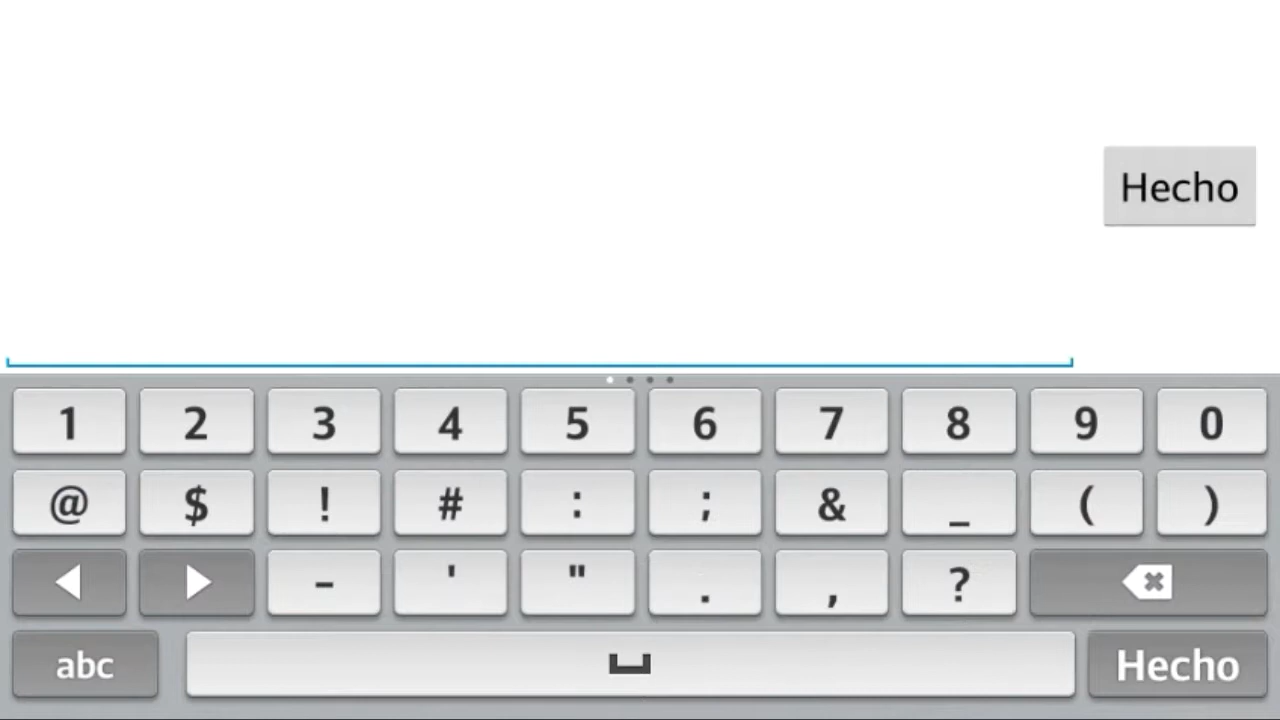 Hecho
1 2 3 4 5 6 7 8 9 0
@ $ ! # : ; & _ ( )
- ' " . , ?
abc Hecho